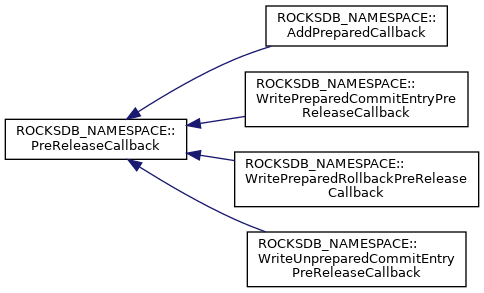 ROCKSDB_NAMESPACE::
AddPreparedCallback
ROCKSDB_NAMESPACE::
WritePreparedCommitEntryPre
ReleaseCallback
ROCKSDB_NAMESPACE::
PreReleaseCallback
ROCKSDB_NAMESPACE::
WritePreparedRollbackPreRelease
Callback
ROCKSDB_NAMESPACE::
WriteUnpreparedCommitEntry
PreReleaseCallback